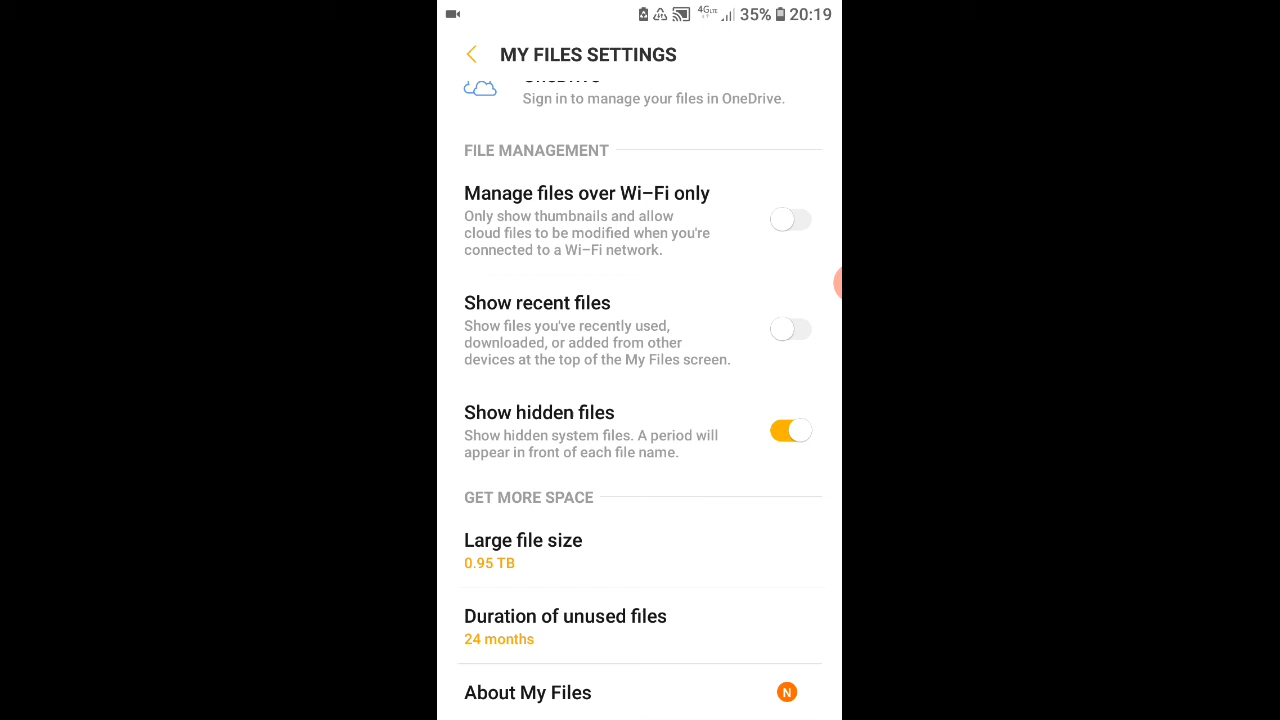 4G LTE 35% 20:19
MY FILES SETTINGS
OneDrive
Sign in to manage your files in OneDrive.
FILE MANAGEMENT
Manage files over Wi-Fi only
Only show thumbnails and allow
cloud files to be modified when you're
connected to a Wi-Fi network.
Show recent files
Show files you've recently used,
downloaded, or added from other
devices at the top of the My Files screen.
Show hidden files
Show hidden system files. A period will
appear in front of each file name.
GET MORE SPACE
Large file size
0.95 TB
Duration of unused files
24 months
About My Files N